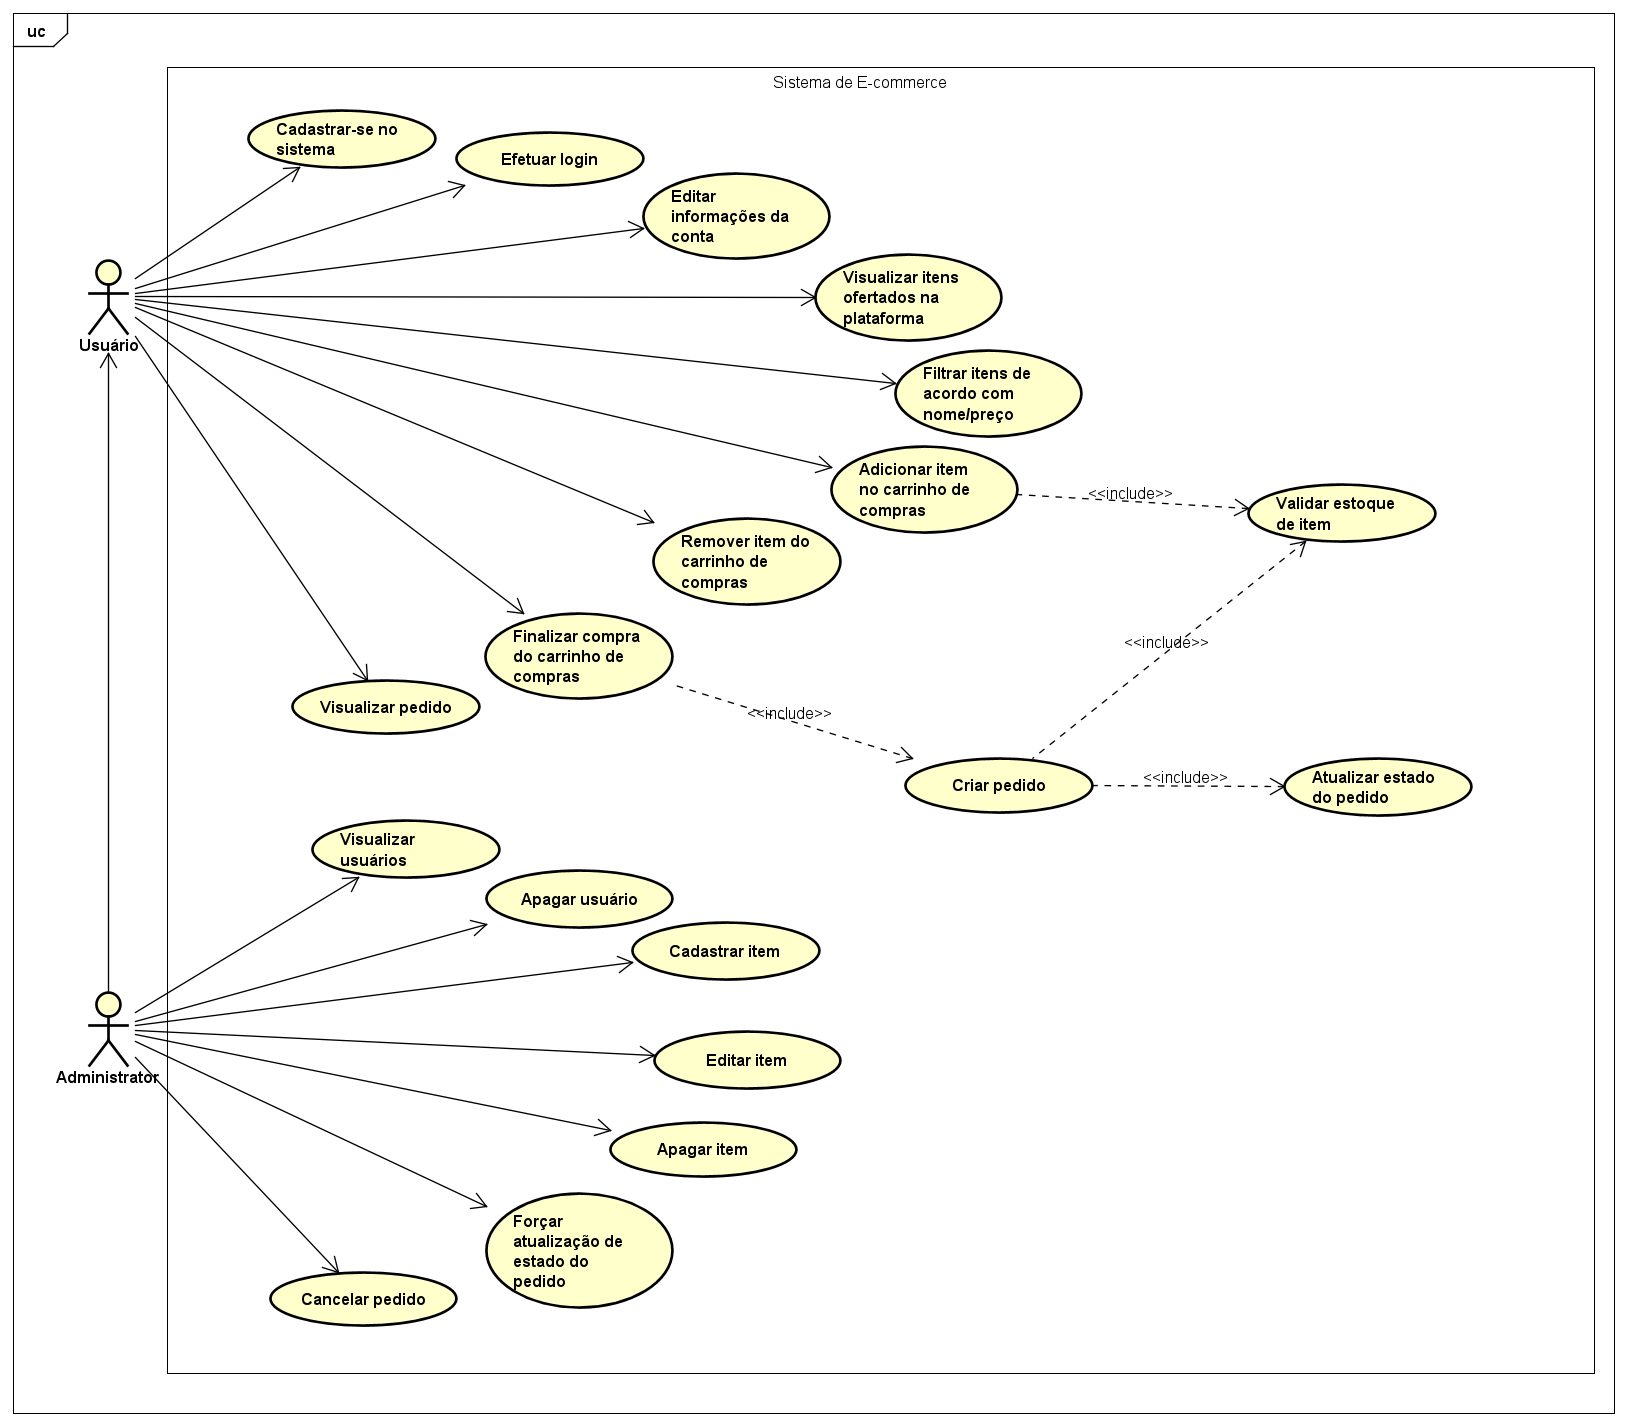 uc
Sistema de E-commerce
Cadastrar-se no
sistema
Efetuar login
Editar
informações da
conta
Visualizar itens
ofertados na
plataforma
Usuário
Filtrar itens de
acordo com
nome/preço
Adicionar item
no carrinho de
compras
<<include>>
Validar estoque
de item
Remover item do
carrinho de
compras
Finalizar compra
do carrinho de
compras
<<include>>
Visualizar pedido
<<include>>
Criar pedido
<<include>>
Atualizar estado
do pedido
Visualizar
usuários
Apagar usuário
Cadastrar item
Administrator
Editar item
Apagar item
Forçar
atualização de
estado do
pedido
Cancelar pedido